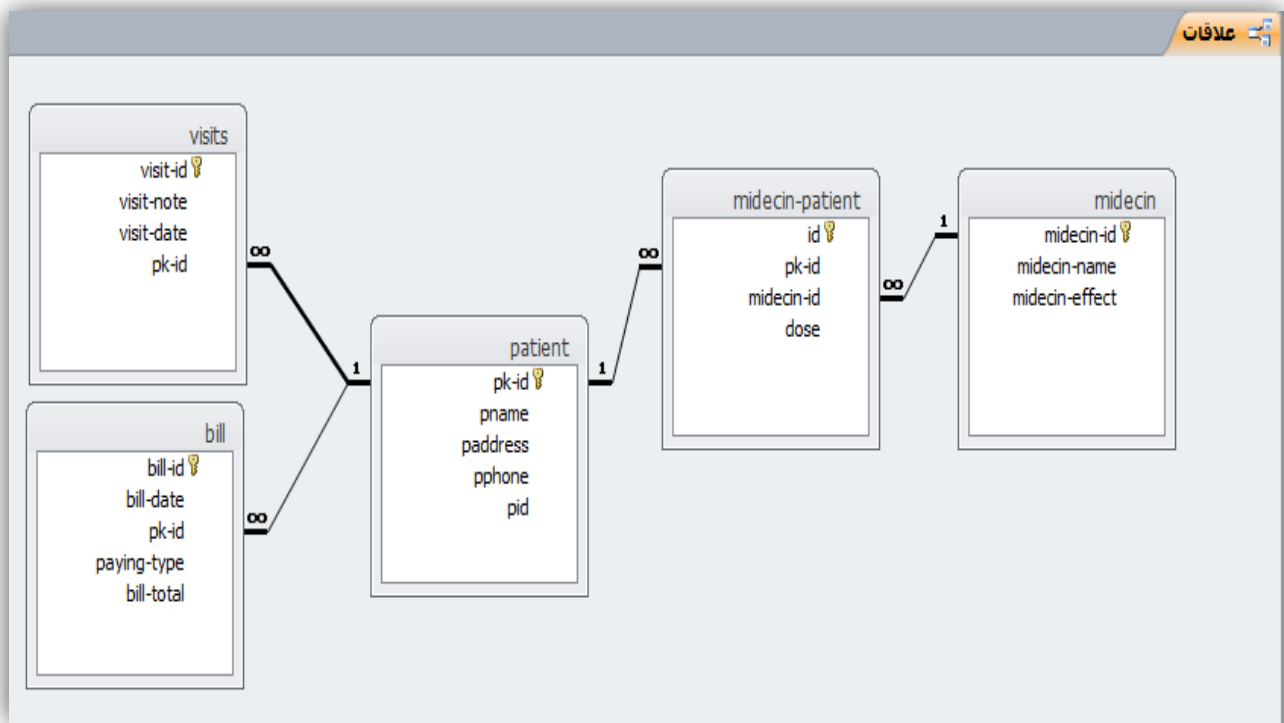 علاقات
visits
visit-id
visit-note
visit-date
pk-id
∞
bill
bill-id
bill-date
pk-id
paying-type
bill-total
∞
1
patient
pk-id
pname
paddress
pphone
pid
1
∞
midecin-patient
id
pk-id
midecin-id
dose
∞
1
midecin
midecin-id
midecin-name
midecin-effect